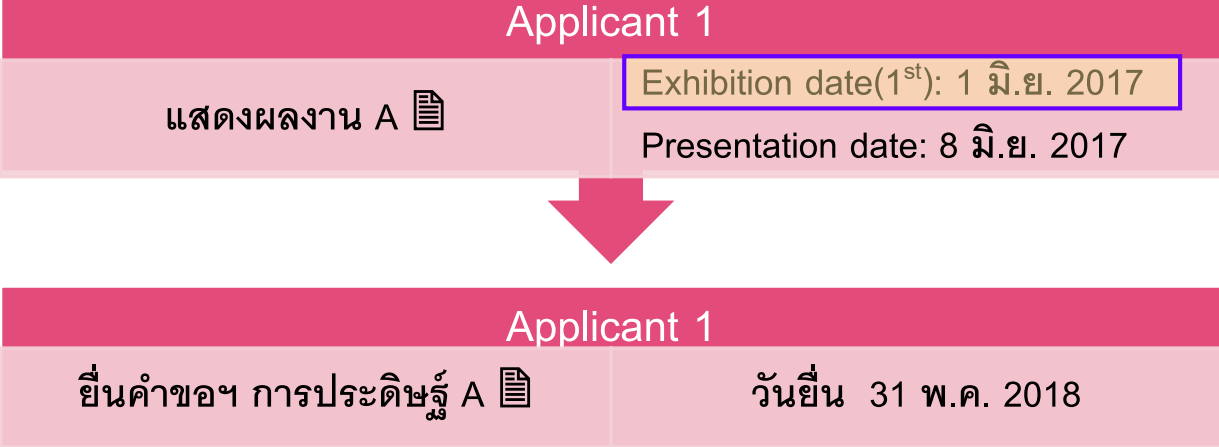 Applicant 1
แสดงผลงาน A
Exhibition date(1st): 1 มิ.ย. 2017
Presentation date: 8 มิ.ย. 2017
Applicant 1
ยื่นคำขอฯ การประดิษฐ์ A
วันยื่น 31 พ.ค. 2018